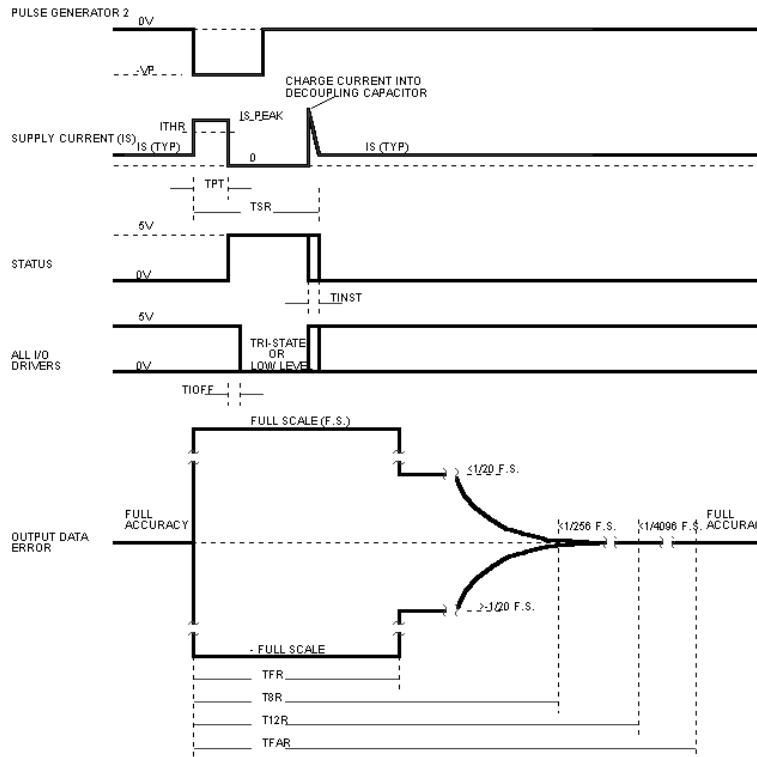 PULSE GENERATOR 2
0V
-VP
CHARGE CURRENT INTO
DECOUPLING CAPACITOR
IS_PEAK
ITHR
SUPPLY CURRENT (IS)
IS (TYP)
0
IS (TYP)
TPT
TSR
5V
STATUS
0V
TINST
5V
TRI-STATE
OR
LOW LEVEL
ALL I/O
DRIVERS
0V
TIOFF
FULL SCALE (F.S.)
<1/20 F.S.
FULL
ACCURACY
<1/256 F.S.
<1/4096 F.S.
FULL
ACCURAC
OUTPUT DATA
ERROR
>-1/20 F.S.
- FULL SCALE
TFR
T8R
T12R
TFAR